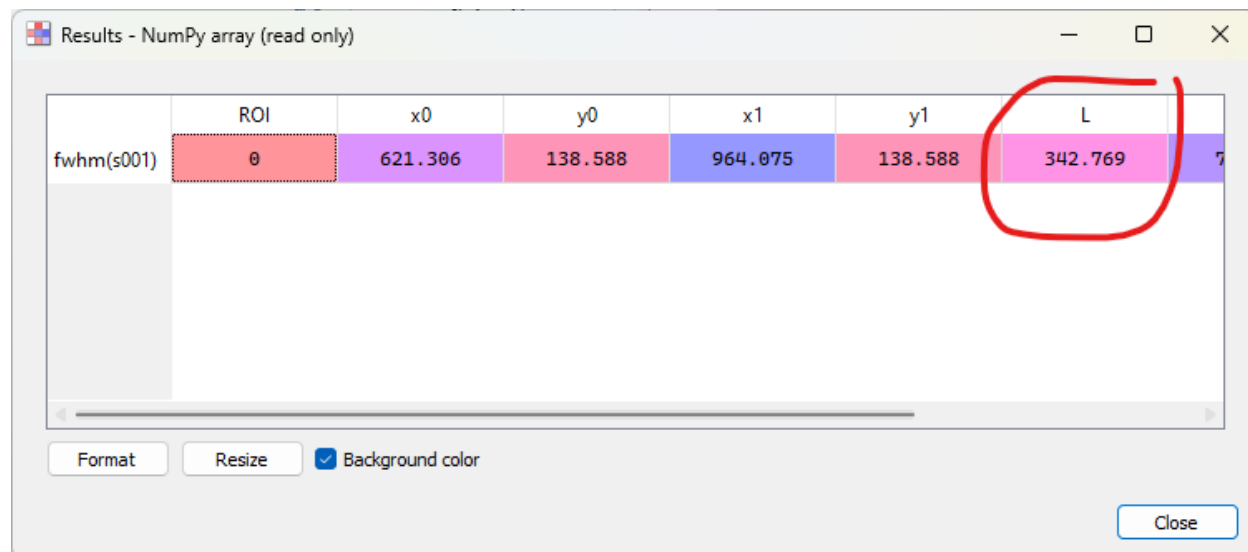 Results - NumPy array (read only)
ROI x0 y0 x1 y1 L
fwhm(s001) 0 621.306 138.588 964.075 138.588 342.769 7
Format Resize Background color
Close